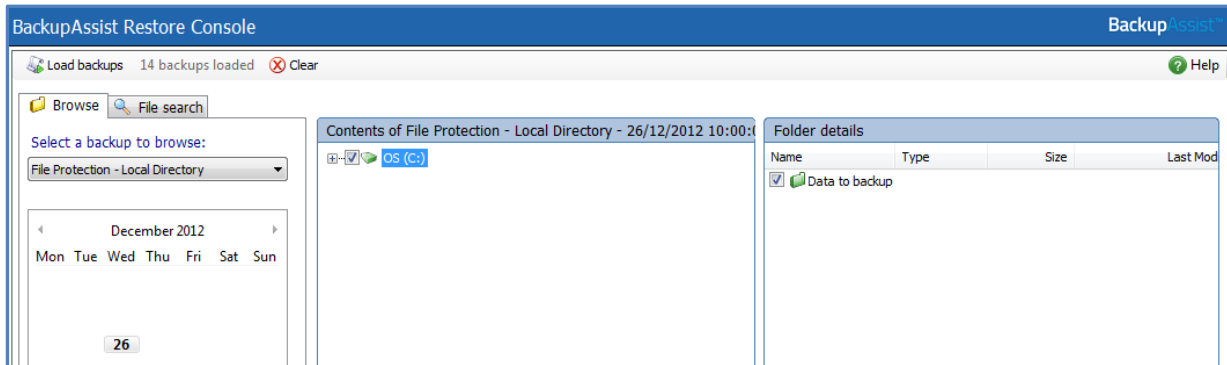 BackupAssist Restore Console
BackupAssist™
Load backups 14 backups loaded Clear
Help
Browse File search
Select a backup to browse:
File Protection - Local Directory
December 2012
Mon Tue Wed Thu Fri Sat Sun
26
Contents of File Protection - Local Directory - 26/12/2012 10:00:
OS (C:)
Folder details
Name Type Size Last Mod
Data to backup